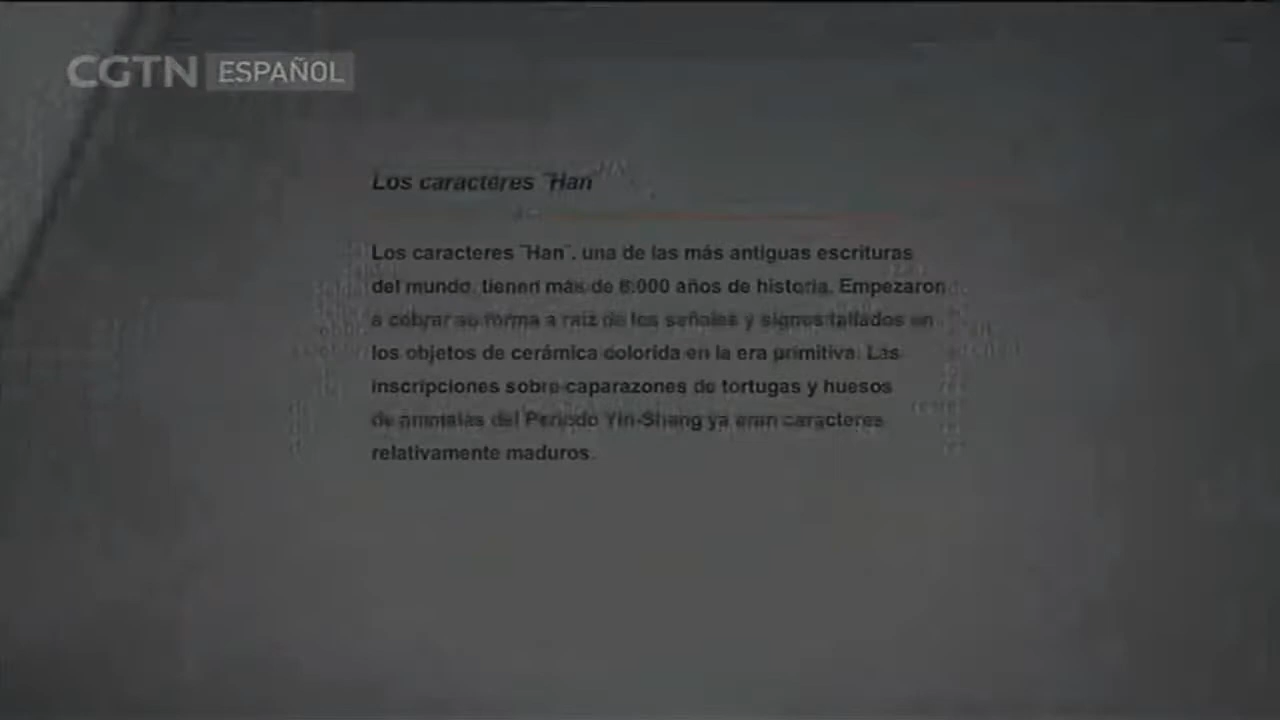 CGTN ESPAÑOL
Los caracteres "Han"
Los caracteres "Han", una de las más antiguas escrituras
del mundo, tienen más de 6.000 años de historia. Empezaron
a cobrar su forma a raíz de los señales y signos tallados en
los objetos de cerámica colorida en la era primitiva. Las
inscripciones sobre caparazones de tortugas y huesos
de animales del Periodo Yin-Shang ya eran caracteres
relativamente maduros.